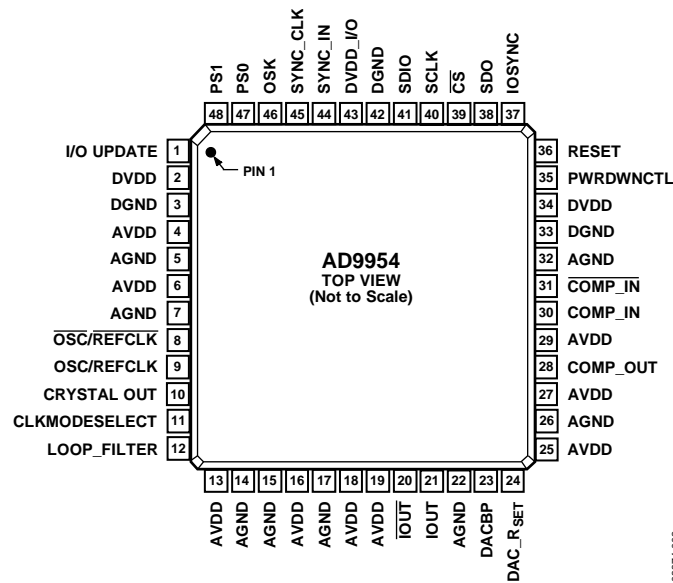 PS1
PS0
OSK
SYNC_CLK
SYNC_IN
DVDD_I/O
DGND
SDIO
SCLK
CS
SDO
IOSYNC
48 47 46 45 44 43 42 41 40 39 38 37
I/O UPDATE 1
DVDD 2
DGND 3
AVDD 4
AGND 5
AVDD 6
AGND 7
OSC/REFCLK 8
OSC/REFCLK 9
CRYSTAL OUT 10
CLKMODESELECT 11
LOOP_FILTER 12
PIN 1
AD9954
TOP VIEW
(Not to Scale)
36 RESET
35 PWRDWNCTL
34 DVDD
33 DGND
32 AGND
31 COMP_IN
30 COMP_IN
29 AVDD
28 COMP_OUT
27 AVDD
26 AGND
25 AVDD
13 14 15 16 17 18 19 20 21 22 23 24
AVDD
AGND
AGND
AVDD
AGND
AVDD
AVDD
IOUT
IOUT
AGND
DACBP
DAC_RSET